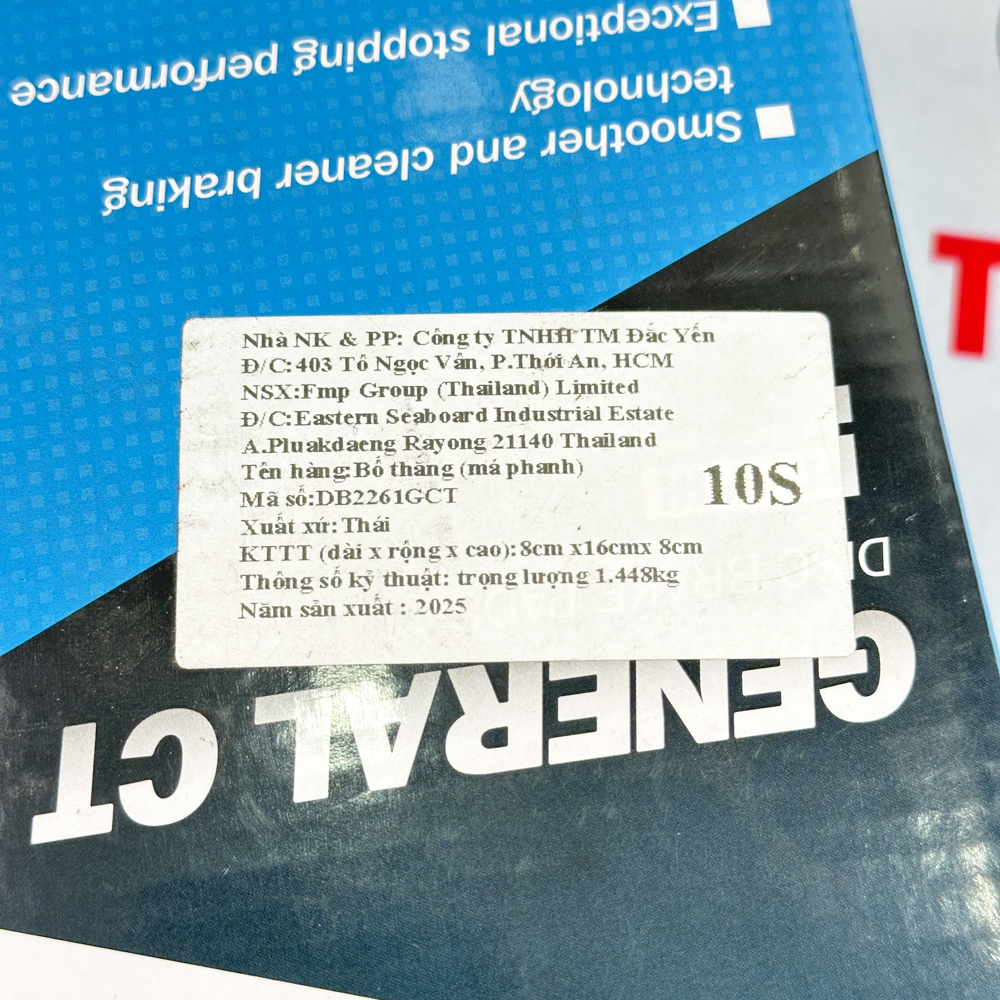 Exceptional stopping performance
technology
Smoother and cleaner braking
T
Nhà NK & PP: Công ty TNHH TM Đắc Yến
Đ/C:403 Tô Ngọc Vân, P.Thới An, HCM
NSX:Fmp Group (Thailand) Limited
Đ/C:Eastern Seaboard Industrial Estate
A.Pluakdaeng Rayong 21140 Thailand
Tên hàng:Bố thắng (má phanh)
Mã số:DB2261GCT
10S
Xuất xứ: Thái
KTTT (dài x rộng x cao):8cm x16cmx 8cm
Thông số kỹ thuật: trọng lượng 1.448kg
Năm sản xuất : 2025
DISC BRAKE PADS
GENERAL CT